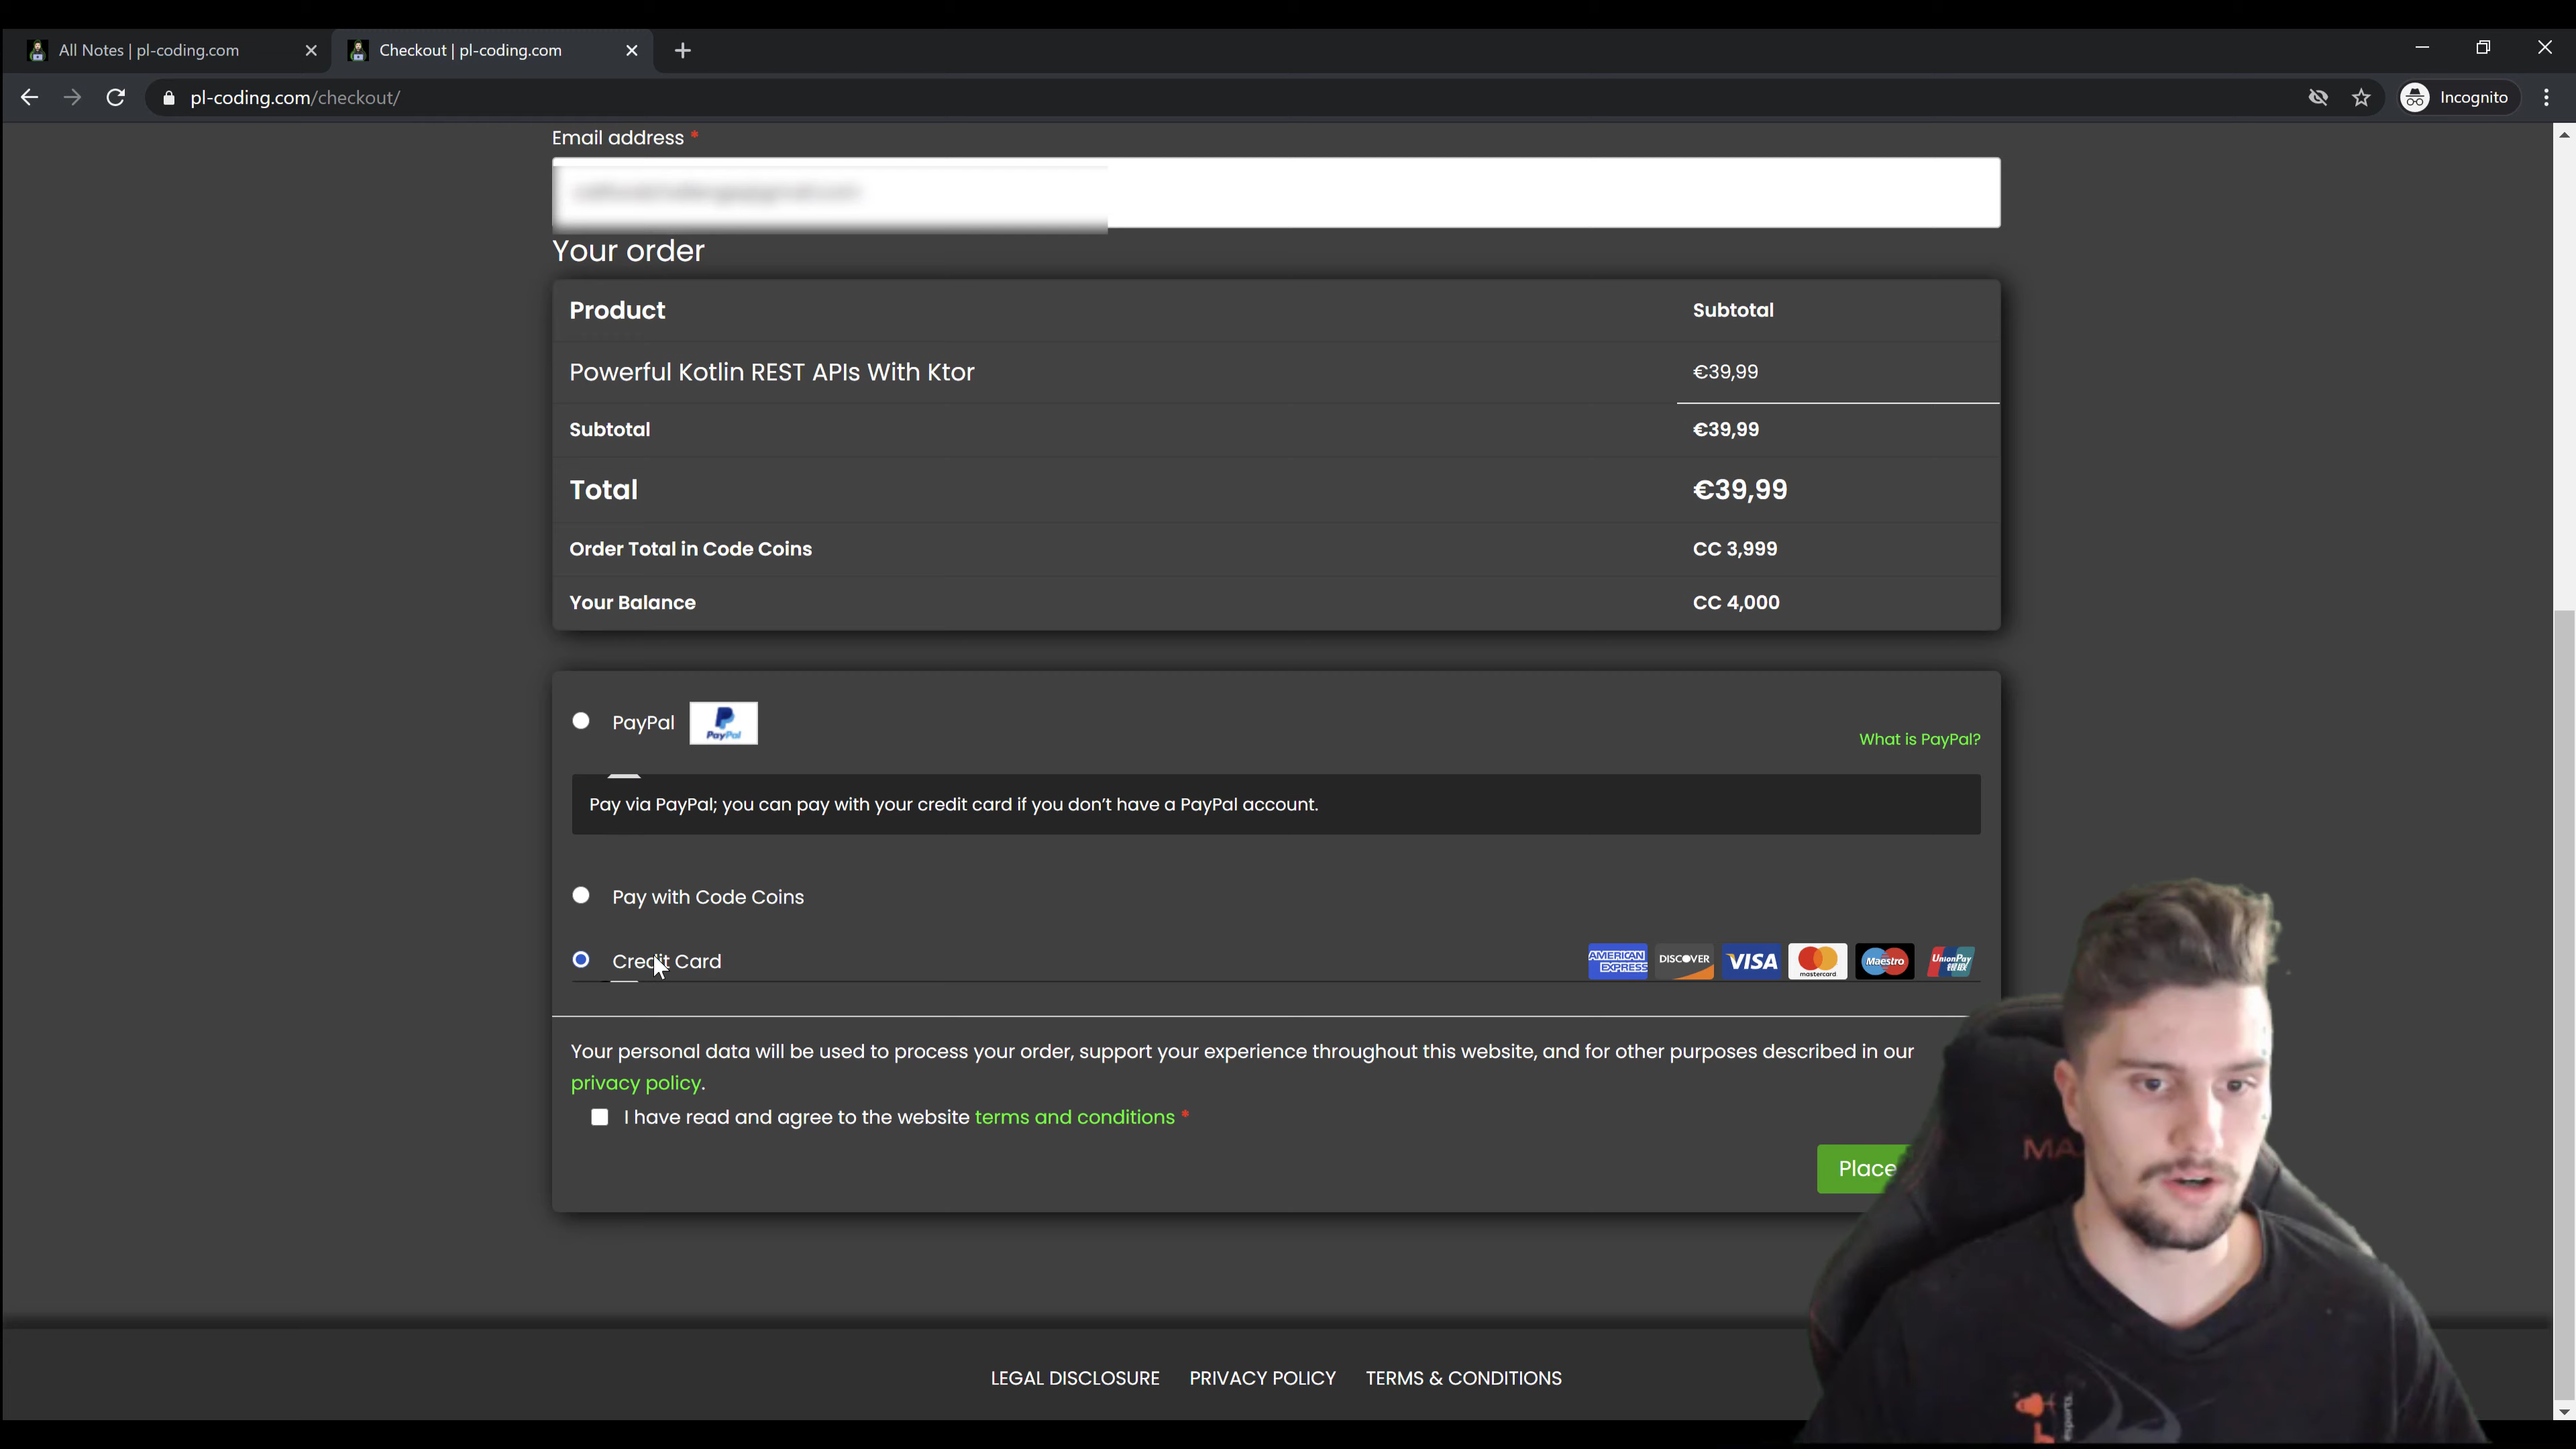 All Notes | pl-coding.com
Checkout | pl-coding.com
pl-coding.com/checkout/
Incognito
Email address *
Your order
Product Subtotal
Powerful Kotlin REST APIs With Ktor €39,99
Subtotal €39,99
Total €39,99
Order Total in Code Coins CC 3,999
Your Balance CC 4,000
PayPal PayPal
What is PayPal?
Pay via PayPal; you can pay with your credit card if you don't have a PayPal account.
Pay with Code Coins
Credit Card AMERICAN EXPRESS DISCOVER VISA mastercard Maestro UnionPay 银联
Your personal data will be used to process your order, support your experience throughout this website, and for other purposes described in our
privacy policy.
I have read and agree to the website terms and conditions *
Place
LEGAL DISCLOSURE PRIVACY POLICY TERMS & CONDITIONS